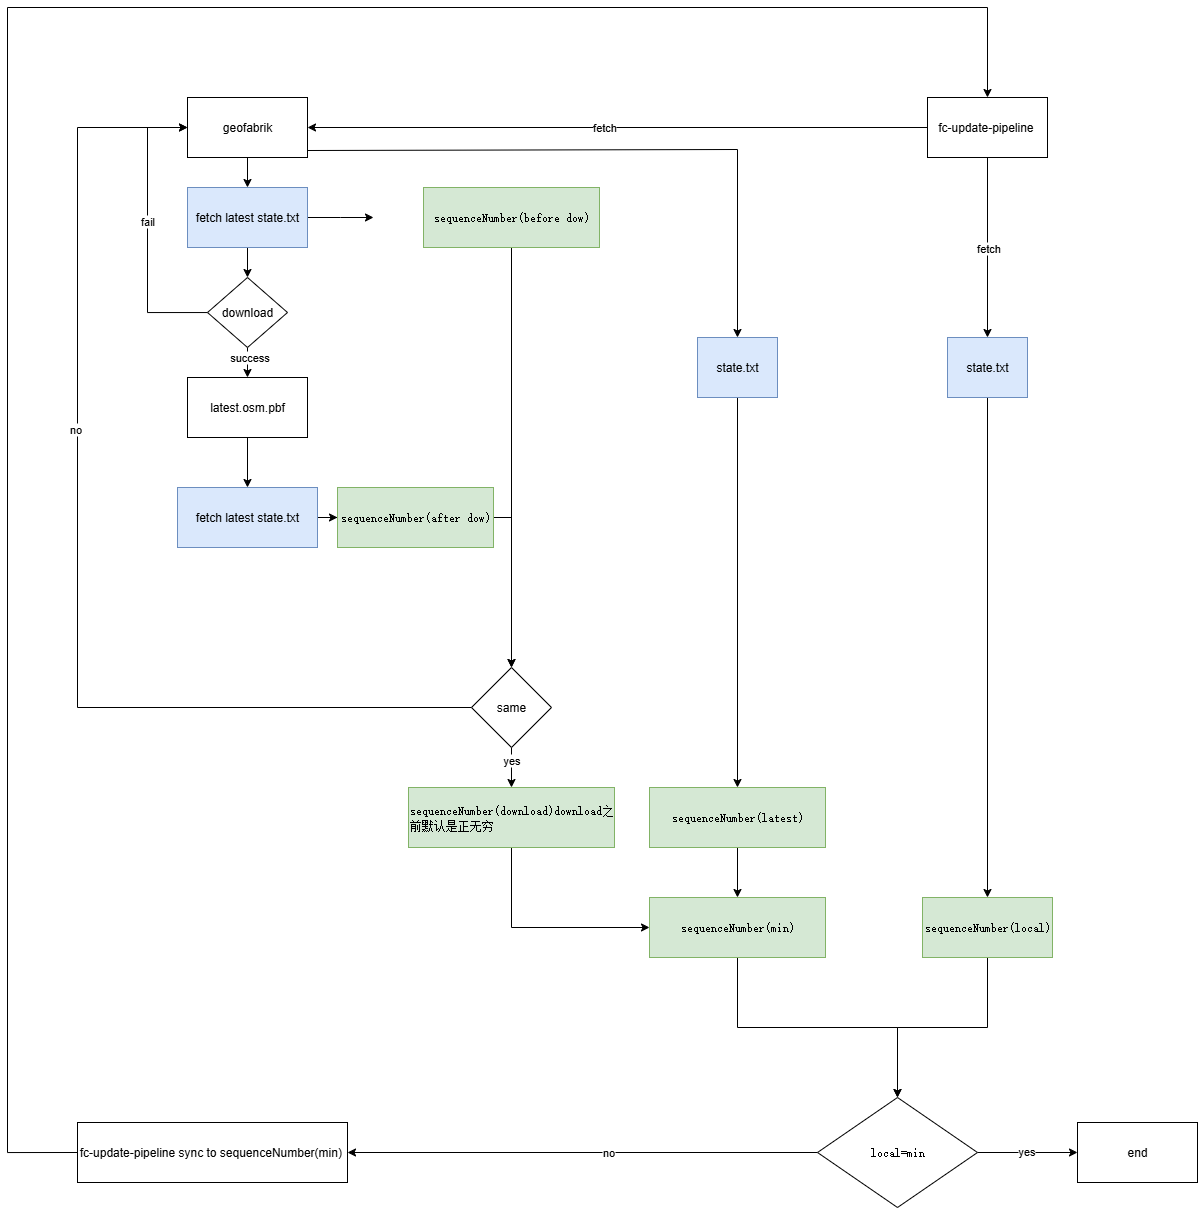 geofabrik
fetch
fc-update-pipeline
fetch latest state.txt
sequenceNumber(before dow)
fail
fetch
download
success
state.txt
state.txt
latest.osm.pbf
no
fetch latest state.txt
sequenceNumber(after dow)
same
yes
sequenceNumber(download)download之
前默认是正无穷
sequenceNumber(latest)
sequenceNumber(min)
sequenceNumber(local)
fc-update-pipeline sync to sequenceNumber(min)
no
local=min
yes
end